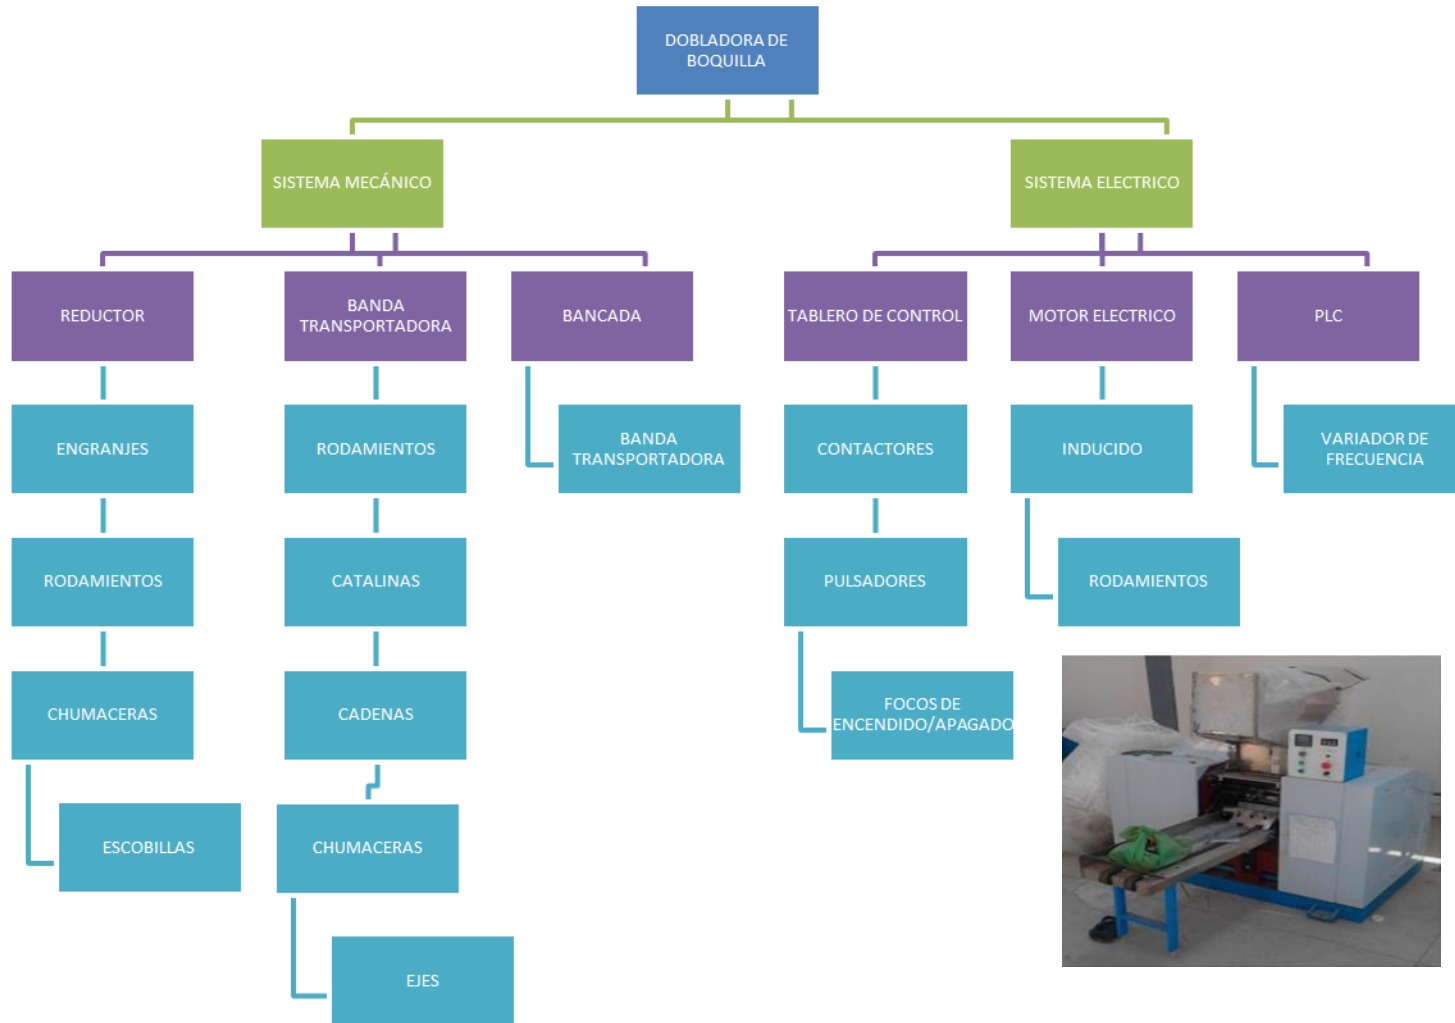 DOBLADORA DE
BOQUILLA
SISTEMA MECÁNICO
SISTEMA ELECTRICO
REDUCTOR
BANDA
TRANSPORTADORA
BANCADA
TABLERO DE CONTROL
MOTOR ELECTRICO
PLC
ENGRANJES
RODAMIENTOS
BANDA
TRANSPORTADORA
CONTACTORES
INDUCIDO
VARIADOR DE
FRECUENCIA
RODAMIENTOS
CATALINAS
PULSADORES
RODAMIENTOS
CHUMACERAS
CADENAS
FOCOS DE
ENCENDIDO/APAGADO
ESCOBILLAS
CHUMACERAS
EJES